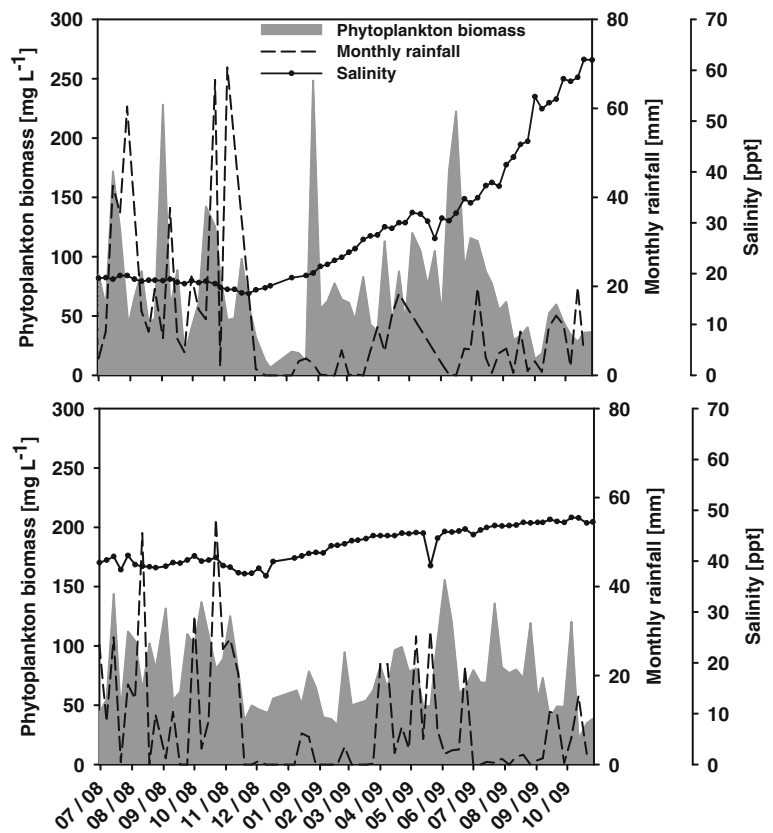 Phytoplankton biomass
Monthly rainfall
Salinity
Phytoplankton biomass [mg L-1]
300
250
200
150
100
50
0
80
60
40
20
0
Monthly rainfall [mm]
70
60
50
40
30
20
10
0
Salinity [ppt]
Phytoplankton biomass [mg L-1]
300
250
200
150
100
50
0
80
60
40
20
0
Monthly rainfall [mm]
70
60
50
40
30
20
10
0
Salinity [ppt]
07 / 08
08 / 08
09 / 08
10 / 08
11 / 08
12 / 08
01 / 09
02 / 09
03 / 09
04 / 09
05 / 09
06 / 09
07 / 09
08 / 09
09 / 09
10 / 09